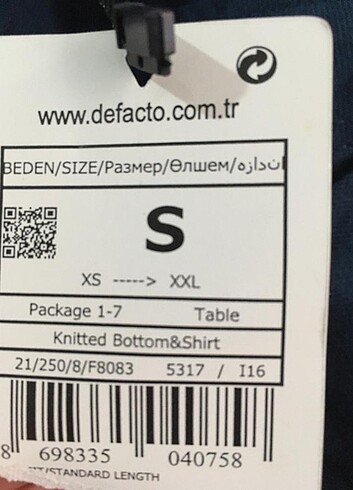 www.defacto.com.tr
BEDEN/SIZE/Размер/Өлшем/اندازه
S
XS -----> XXL
Package 1-7 Table
Knitted Bottom&Shirt
21/250/8/F8083 5317 / I16
8 698335 040758
/STANDARD LENGTH